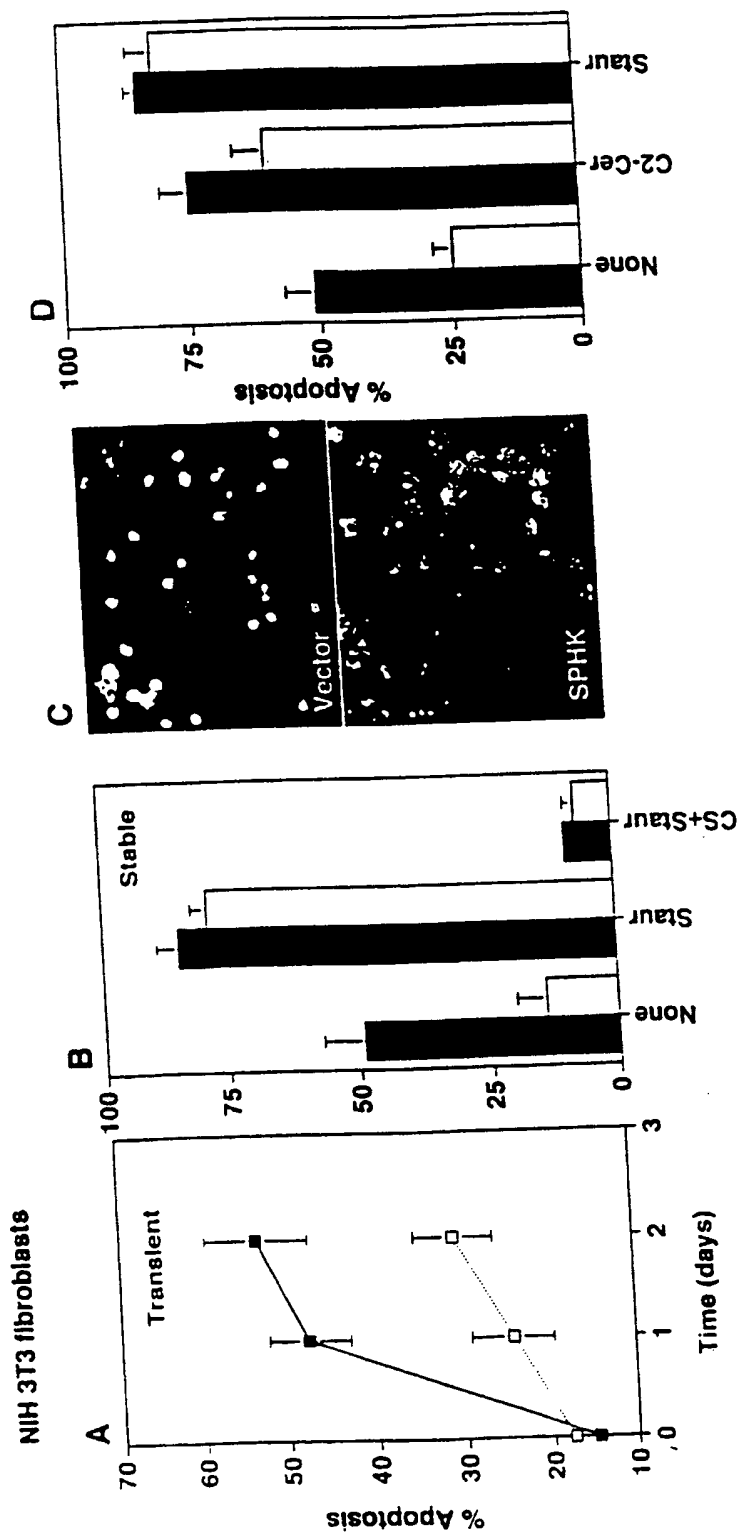 NIH 3T3 fibroblasts
A
Transient
70
60
50
40
30
20
10
% Apoptosis
0
1
2
3
Time (days)
B
Stable
100
75
50
25
0
None
Staur
CS+Staur
C
Vector
SPHK
D
100
75
50
25
0
% Apoptosis
None
C2-Cer
Staur